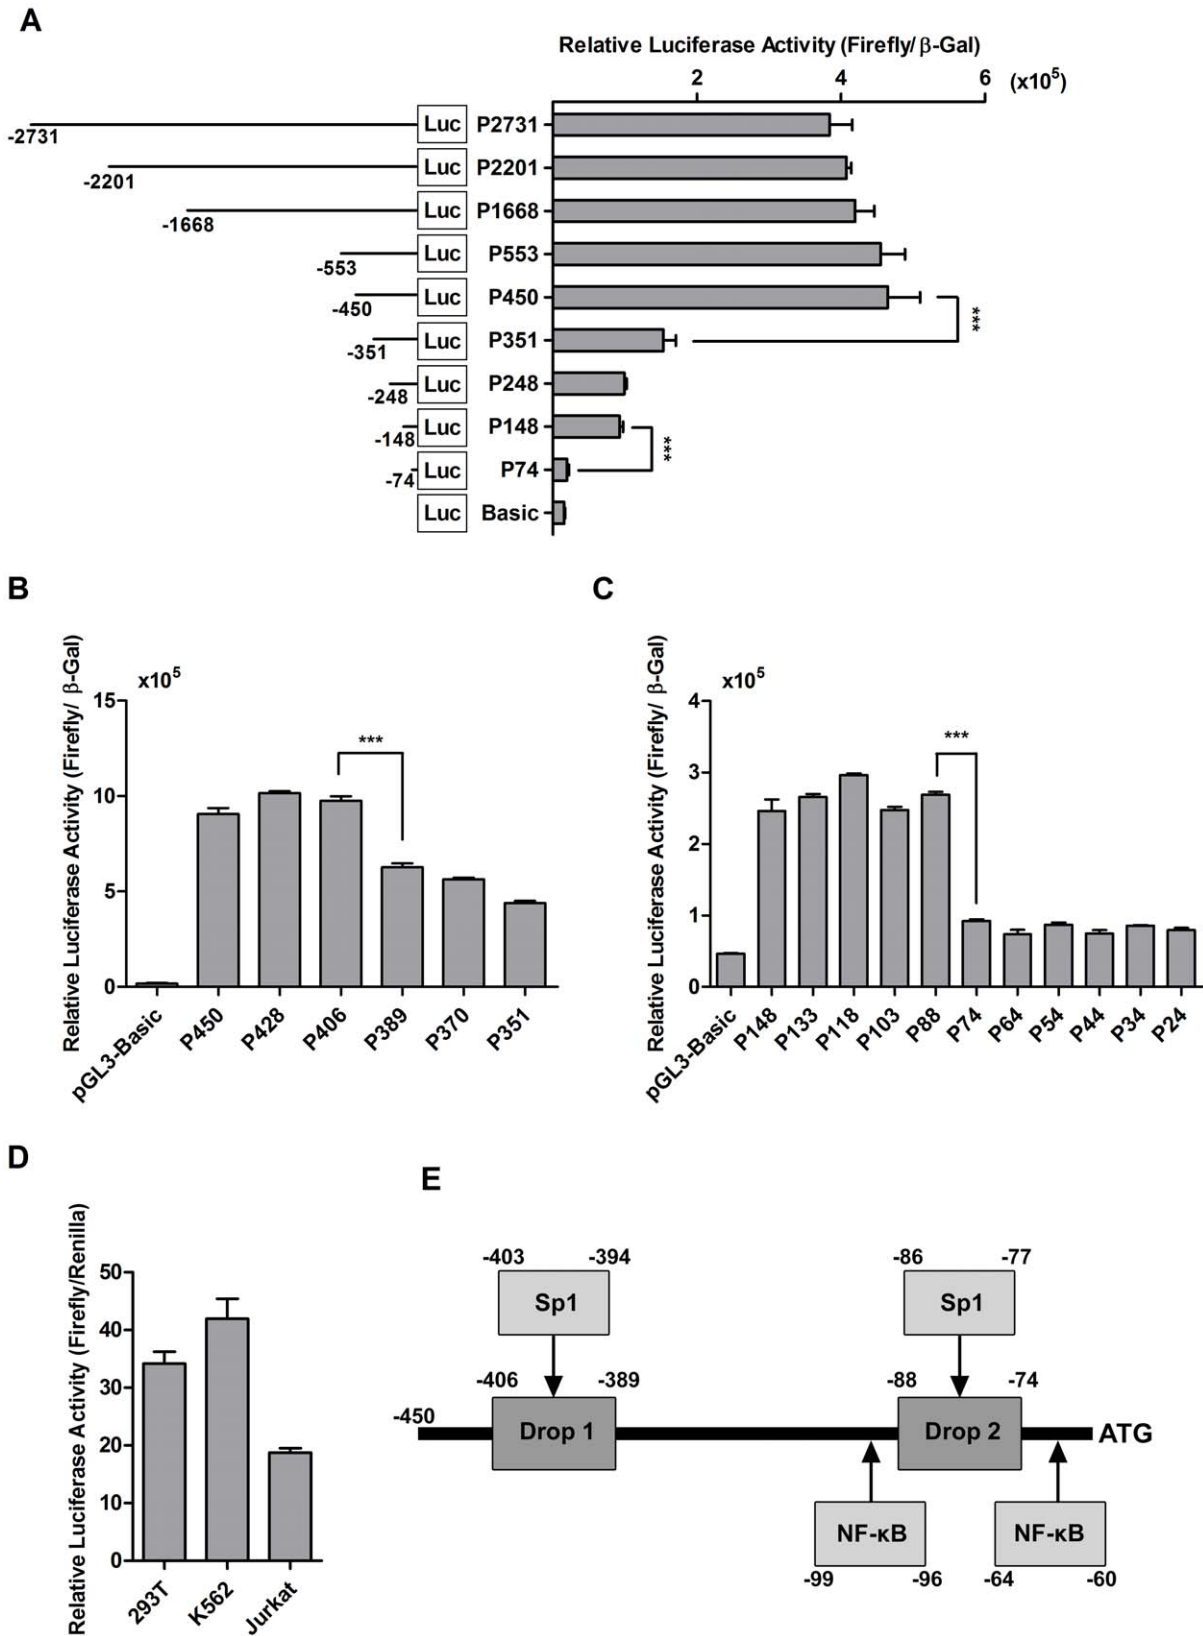 A
Relative Luciferase Activity (Firefly/ β-Gal)
2 4 6 (x10⁵)
-2731 Luc P2731
-2201 Luc P2201
-1668 Luc P1668
-553 Luc P553
-450 Luc P450
-351 Luc P351
***
-248 Luc P248
-148 Luc P148
***
-74 Luc P74
Luc Basic
B
Relative Luciferase Activity (Firefly/ β-Gal)
x10⁵
15
10
5
0
***
pGL3-Basic P450 P428 P406 P389 P370 P351
C
Relative Luciferase Activity (Firefly/ β-Gal)
x10⁵
4
3
2
1
0
***
pGL3-Basic P148 P133 P118 P103 P88 P74 P64 P54 P44 P34 P24
D
Relative Luciferase Activity (Firefly/Renilla)
50
40
30
20
10
0
293T K562 Jurkat
E
-403 -394 -86 -77
Sp1 Sp1
-406 -389 -88 -74
-450 Drop 1 Drop 2 ATG
NF-κB NF-κB
-99 -96 -64 -60